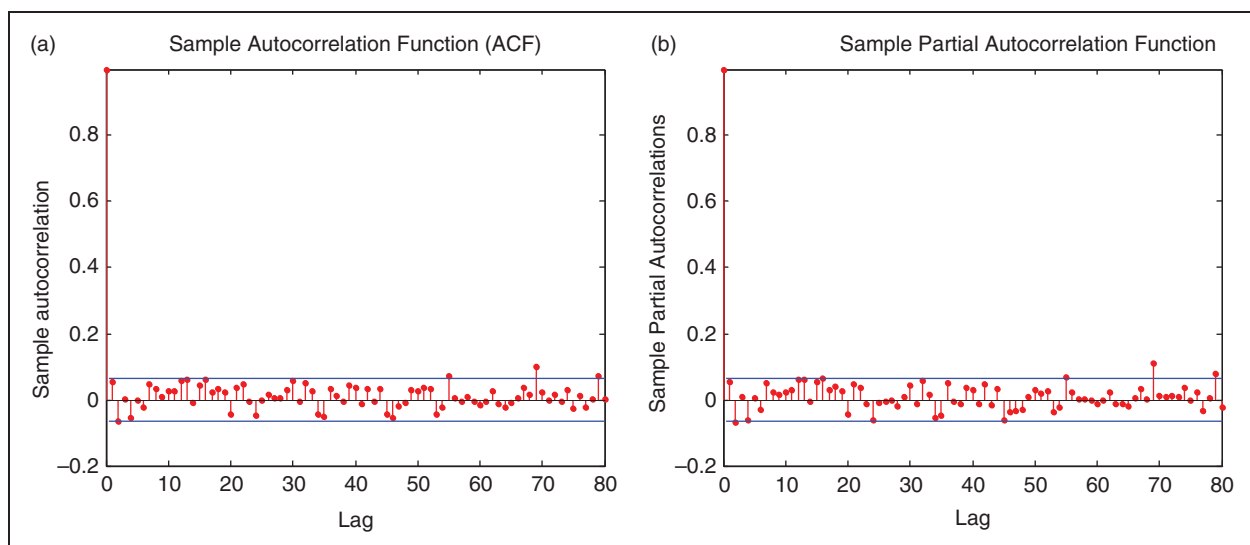 (a) Sample Autocorrelation Function (ACF)
Sample autocorrelation
0.8
0.6
0.4
0.2
0
−0.2
0 10 20 30 40 50 60 70 80
Lag
(b) Sample Partial Autocorrelation Function
Sample Partial Autocorrelations
0.8
0.6
0.4
0.2
0
−0.2
0 10 20 30 40 50 60 70 80
Lag